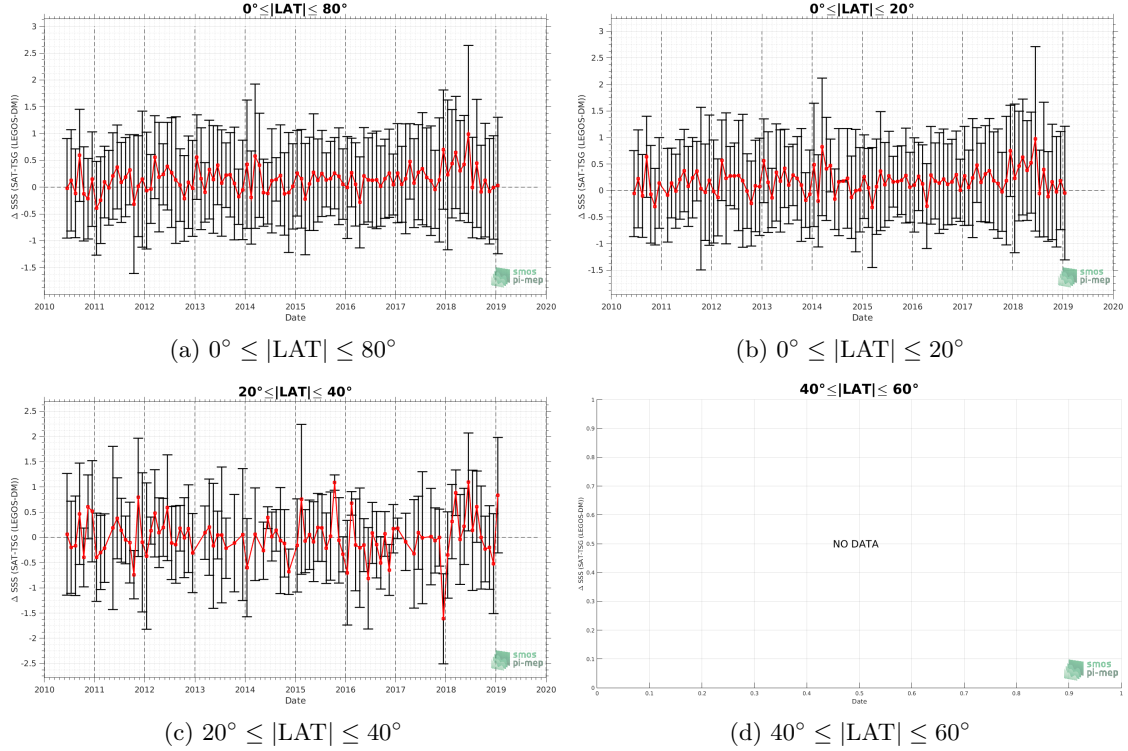 0°≤|LAT|≤ 80°
Δ SSS (SAT-TSG (LEGOS-DM))
3
2.5
2
1.5
1
0.5
0
-0.5
-1
-1.5
2010 2011 2012 2013 2014 2015 2016 2017 2018 2019 2020
Date
smos
pi-mep
(a) 0° ≤ |LAT| ≤ 80°
0°≤|LAT|≤ 20°
Δ SSS (SAT-TSG (LEGOS-DM))
3
2.5
2
1.5
1
0.5
0
-0.5
-1
-1.5
2010 2011 2012 2013 2014 2015 2016 2017 2018 2019 2020
Date
smos
pi-mep
(b) 0° ≤ |LAT| ≤ 20°
20°≤|LAT|≤ 40°
Δ SSS (SAT-TSG (LEGOS-DM))
2.5
2
1.5
1
0.5
0
-0.5
-1
-1.5
-2
-2.5
2010 2011 2012 2013 2014 2015 2016 2017 2018 2019 2020
Date
smos
pi-mep
(c) 20° ≤ |LAT| ≤ 40°
40°≤|LAT|≤ 60°
Δ SSS (SAT-TSG (LEGOS-DM))
1
0.9
0.8
0.7
0.6
0.5
0.4
0.3
0.2
0.1
0
NO DATA
0 0.1 0.2 0.3 0.4 0.5 0.6 0.7 0.8 0.9 1
Date
smos
pi-mep
(d) 40° ≤ |LAT| ≤ 60°